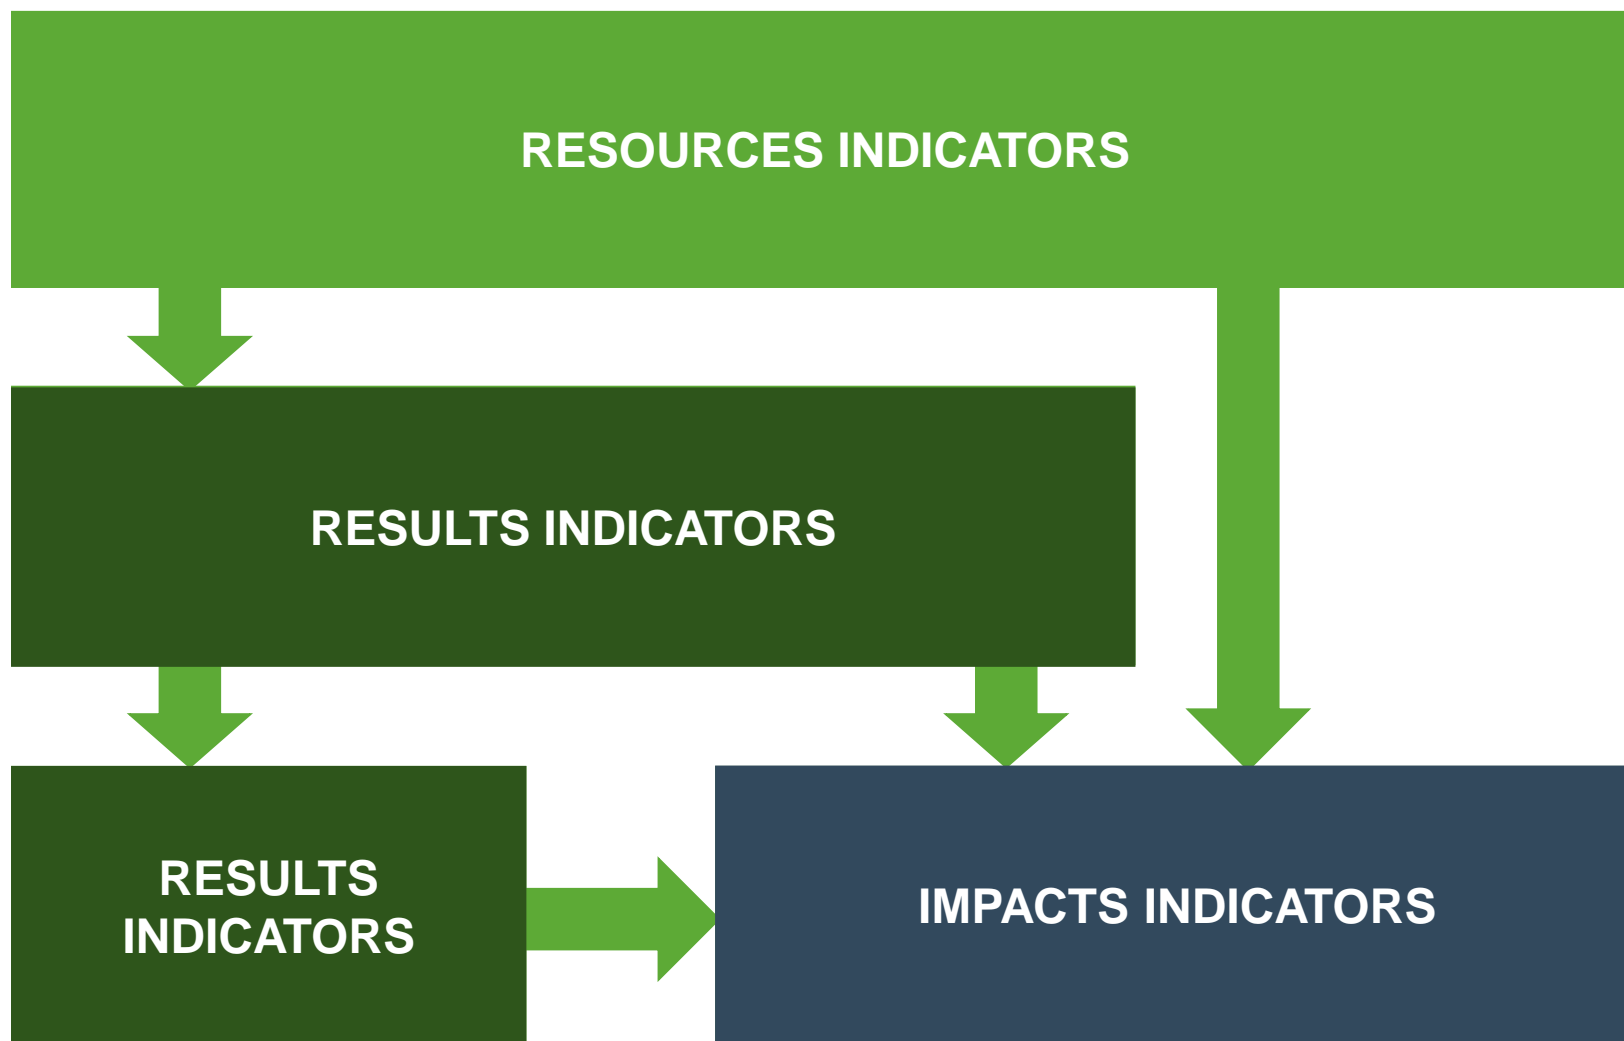 RESOURCES INDICATORS
RESULTS INDICATORS
RESULTS
INDICATORS
IMPACTS INDICATORS